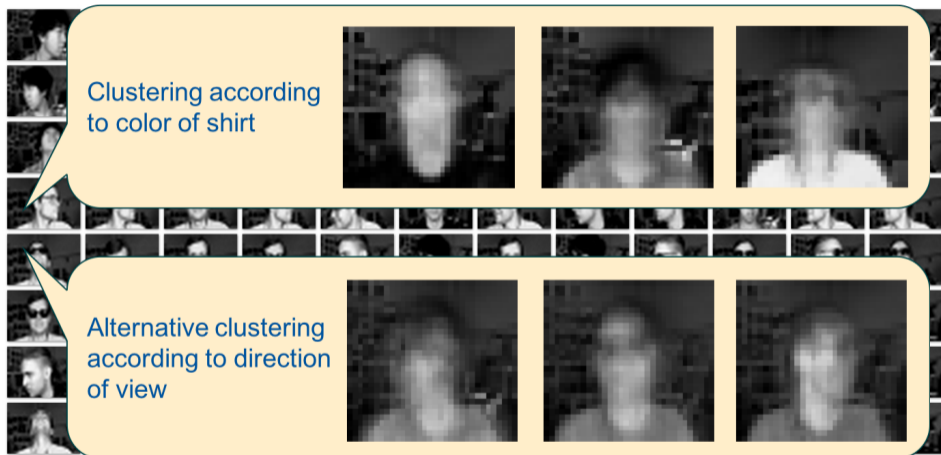 Clustering according
to color of shirt
Alternative clustering
according to direction
of view